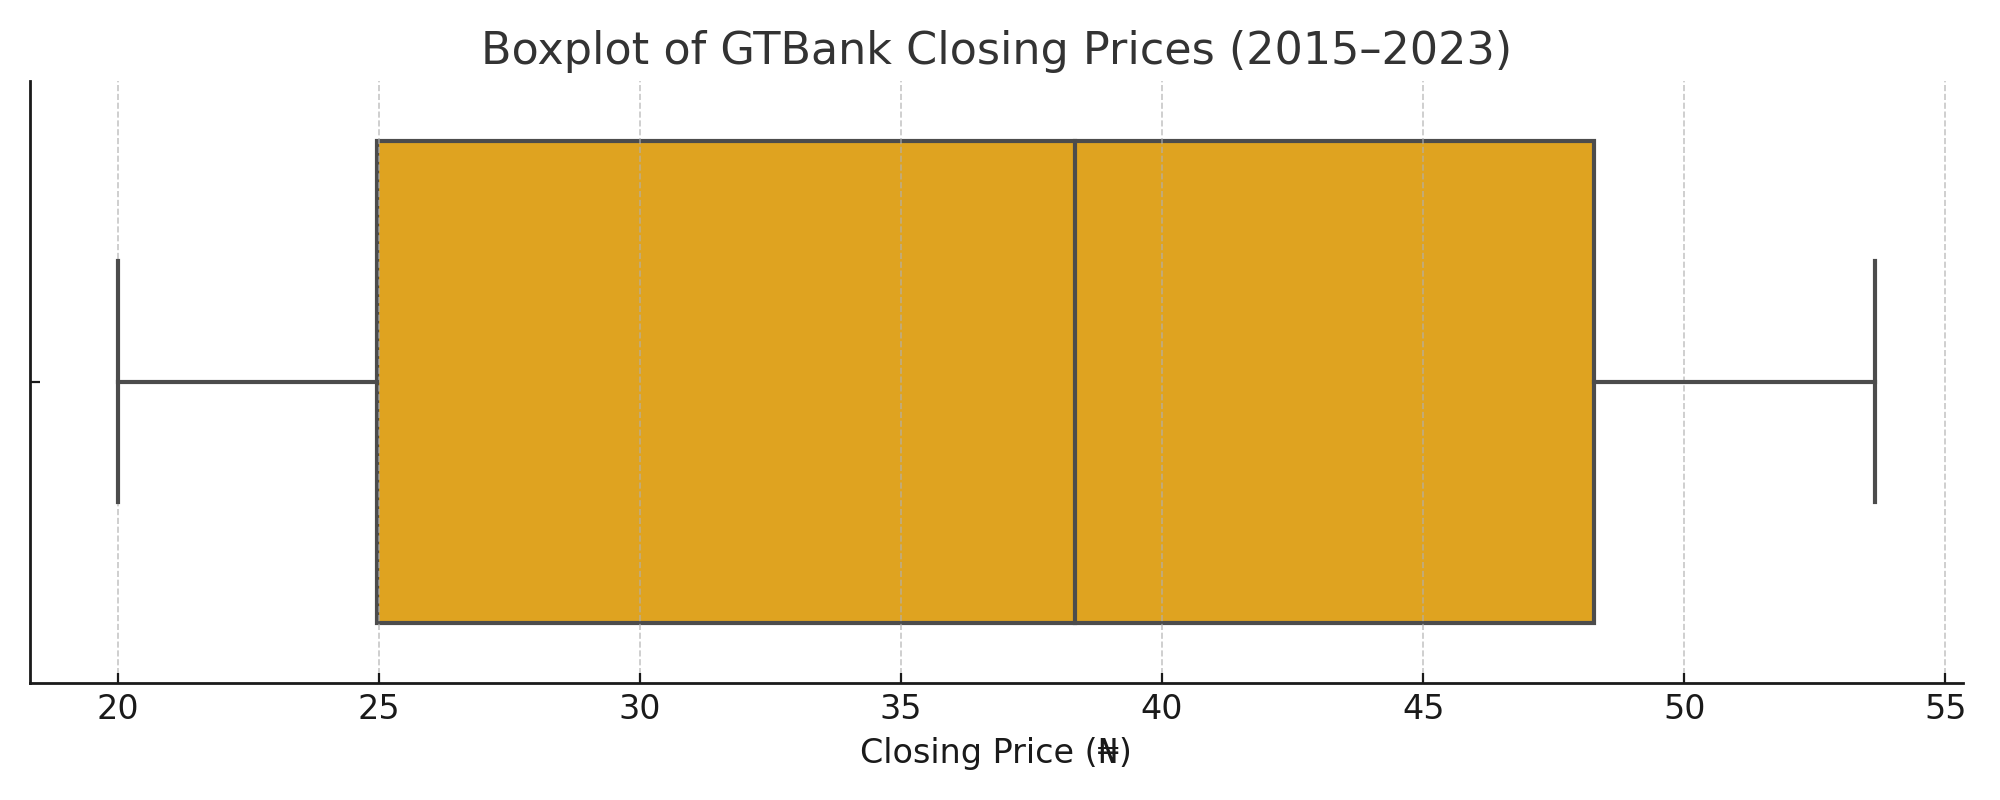 Boxplot of GTBank Closing Prices (2015–2023)
20 25 30 35 40 45 50 55
Closing Price (₦)